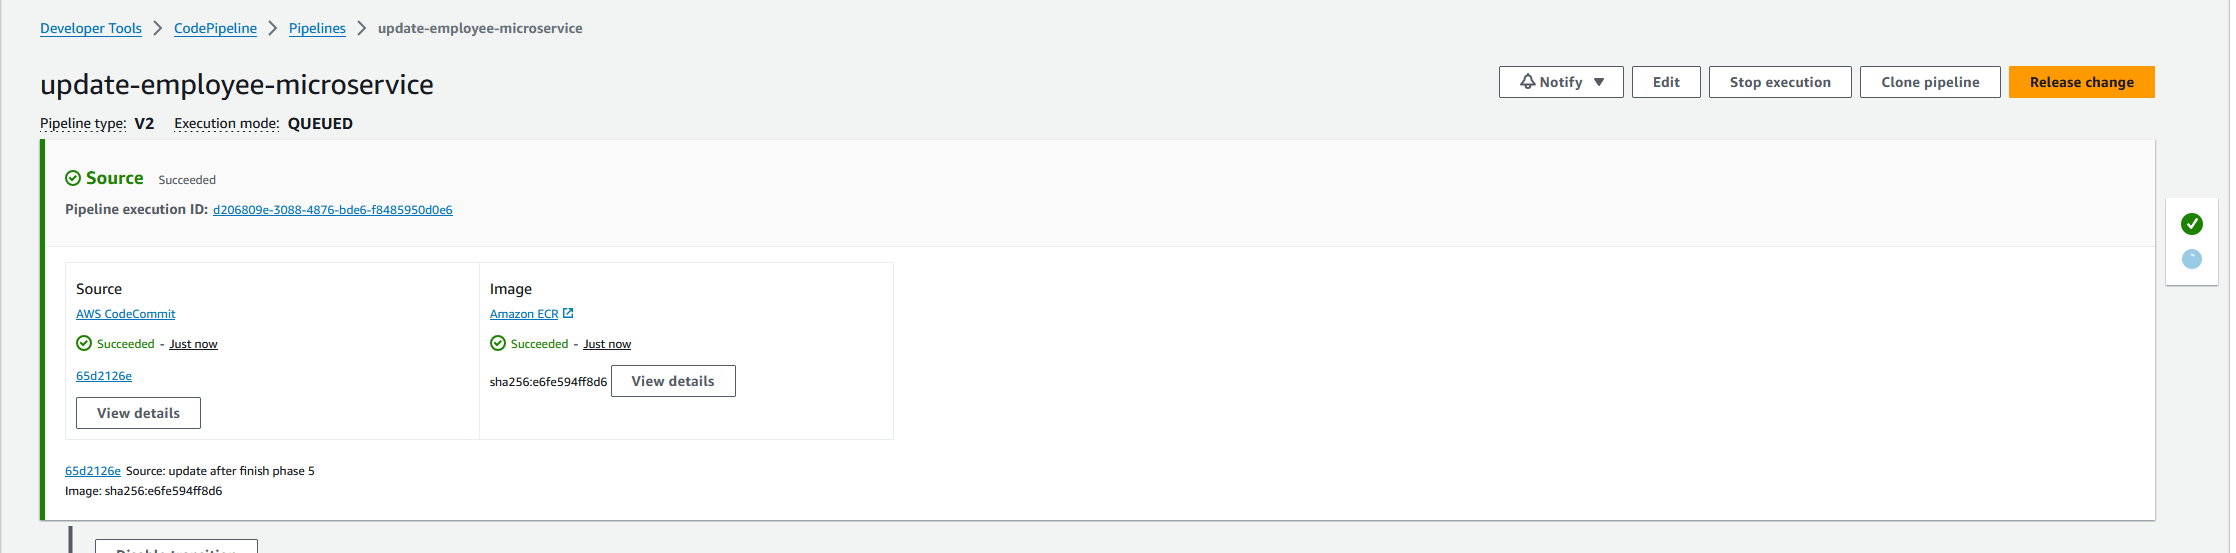 Developer Tools > CodePipeline > Pipelines > update-employee-microservice
update-employee-microservice
Notify Edit Stop execution Clone pipeline Release change
Pipeline type: V2 Execution mode: QUEUED
Source Succeeded
Pipeline execution ID: d206809e-3088-4876-bde6-f8485950d0e6
Source
AWS CodeCommit
Succeeded - Just now
65d2126e
View details
Image
Amazon ECR
Succeeded - Just now
sha256:e6fe594ff8d6 View details
65d2126e Source: update after finish phase 5
Image: sha256:e6fe594ff8d6
Disable transition